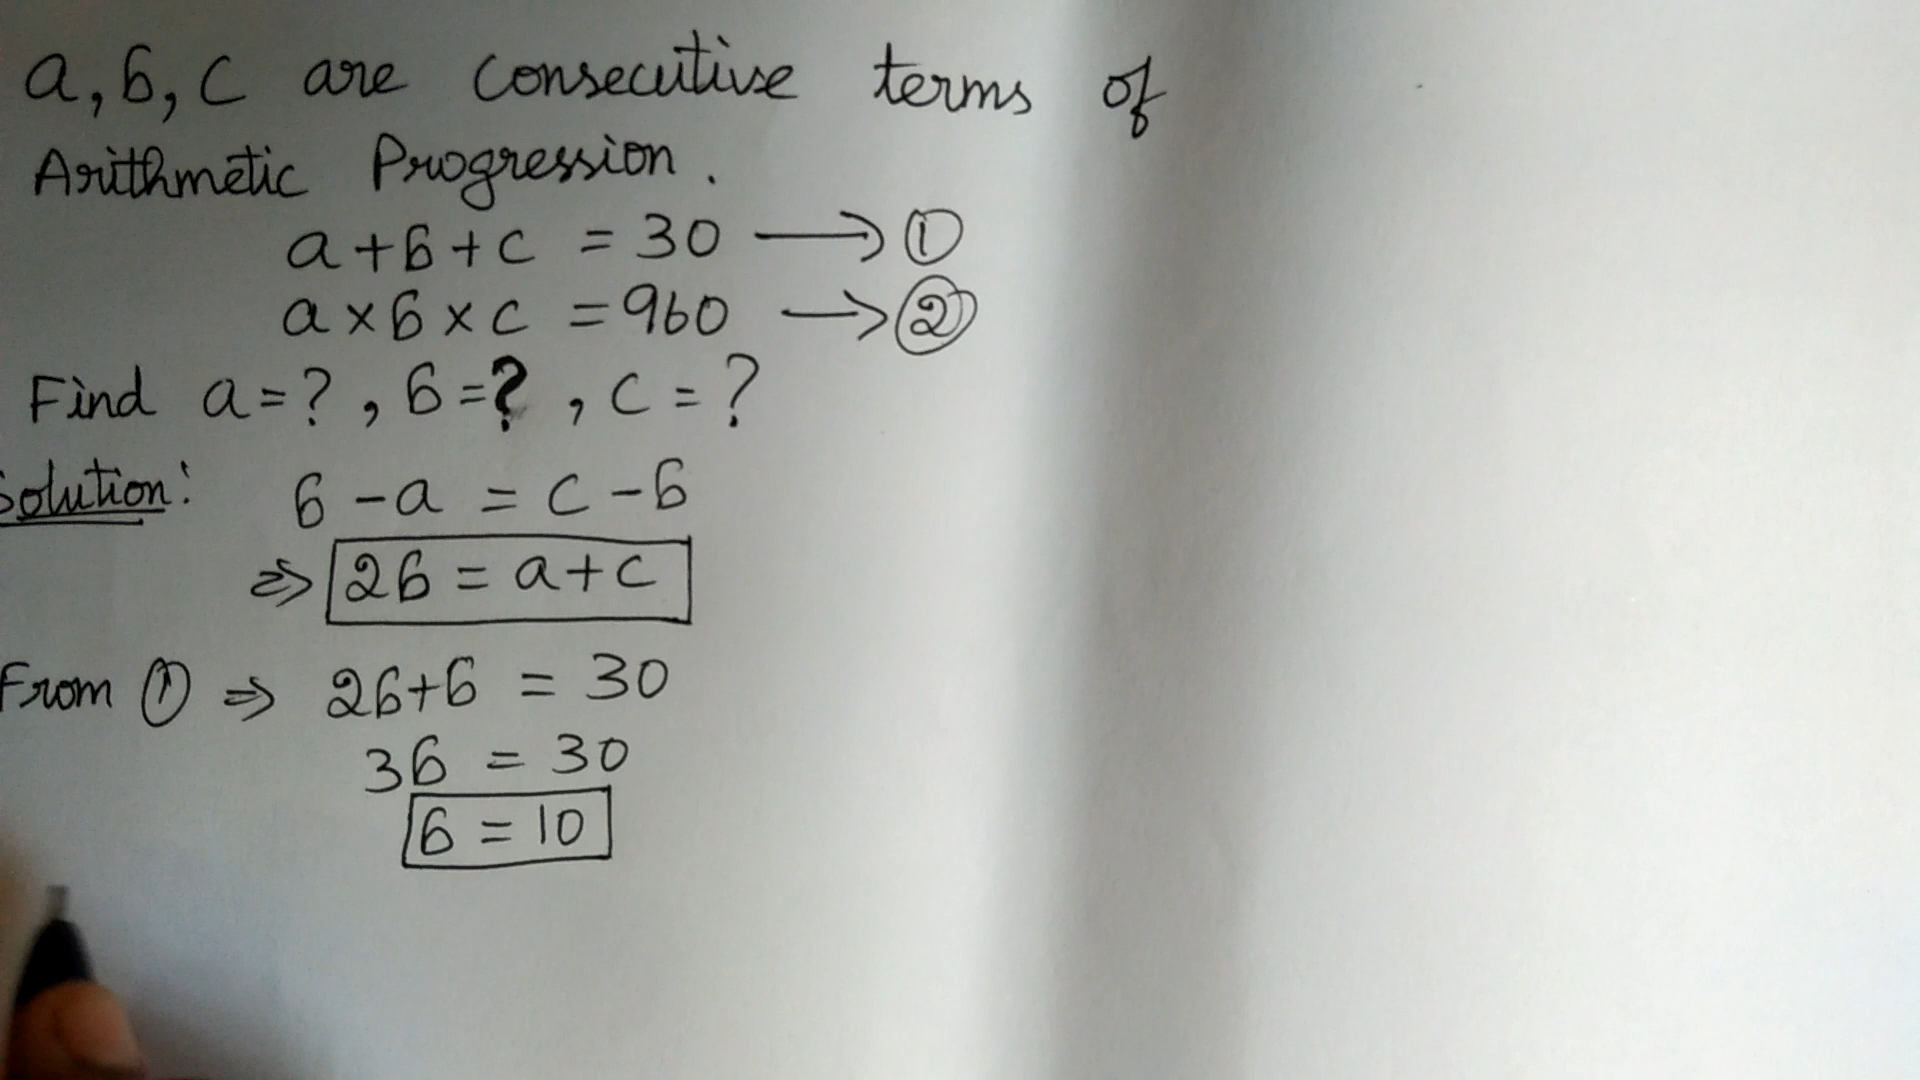 a, b, c are consecutive terms of
Arithmetic Progression.
a + b + c = 30 ⟶ ①
a × b × c = 960 ⟶ ②
Find a = ? , b = ? , c = ?
Solution: b - a = c - b
⇒ 2b = a + c
From ① ⇒ 2b + b = 30
3b = 30
b = 10